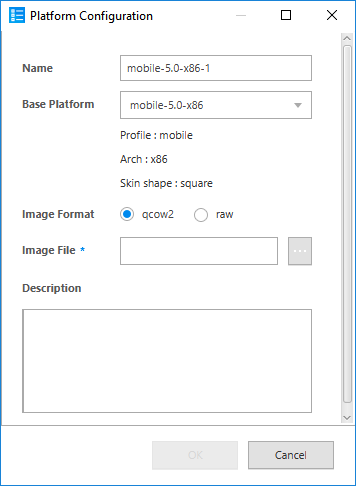 Platform Configuration
Name
mobile-5.0-x86-1
Base Platform
mobile-5.0-x86
Profile : mobile
Arch : x86
Skin shape : square
Image Format
qcow2
raw
Image File *
...
Description
OK
Cancel